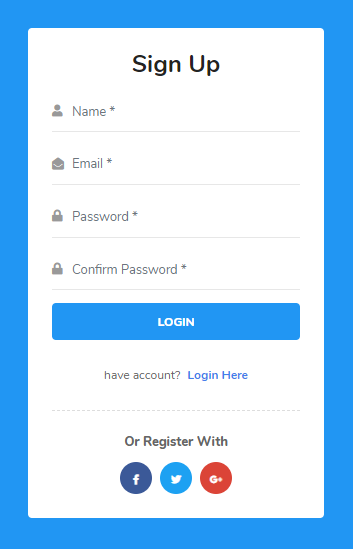 Sign Up
Name *
Email *
Password *
Confirm Password *
LOGIN
have account? Login Here
Or Register With
f
G+